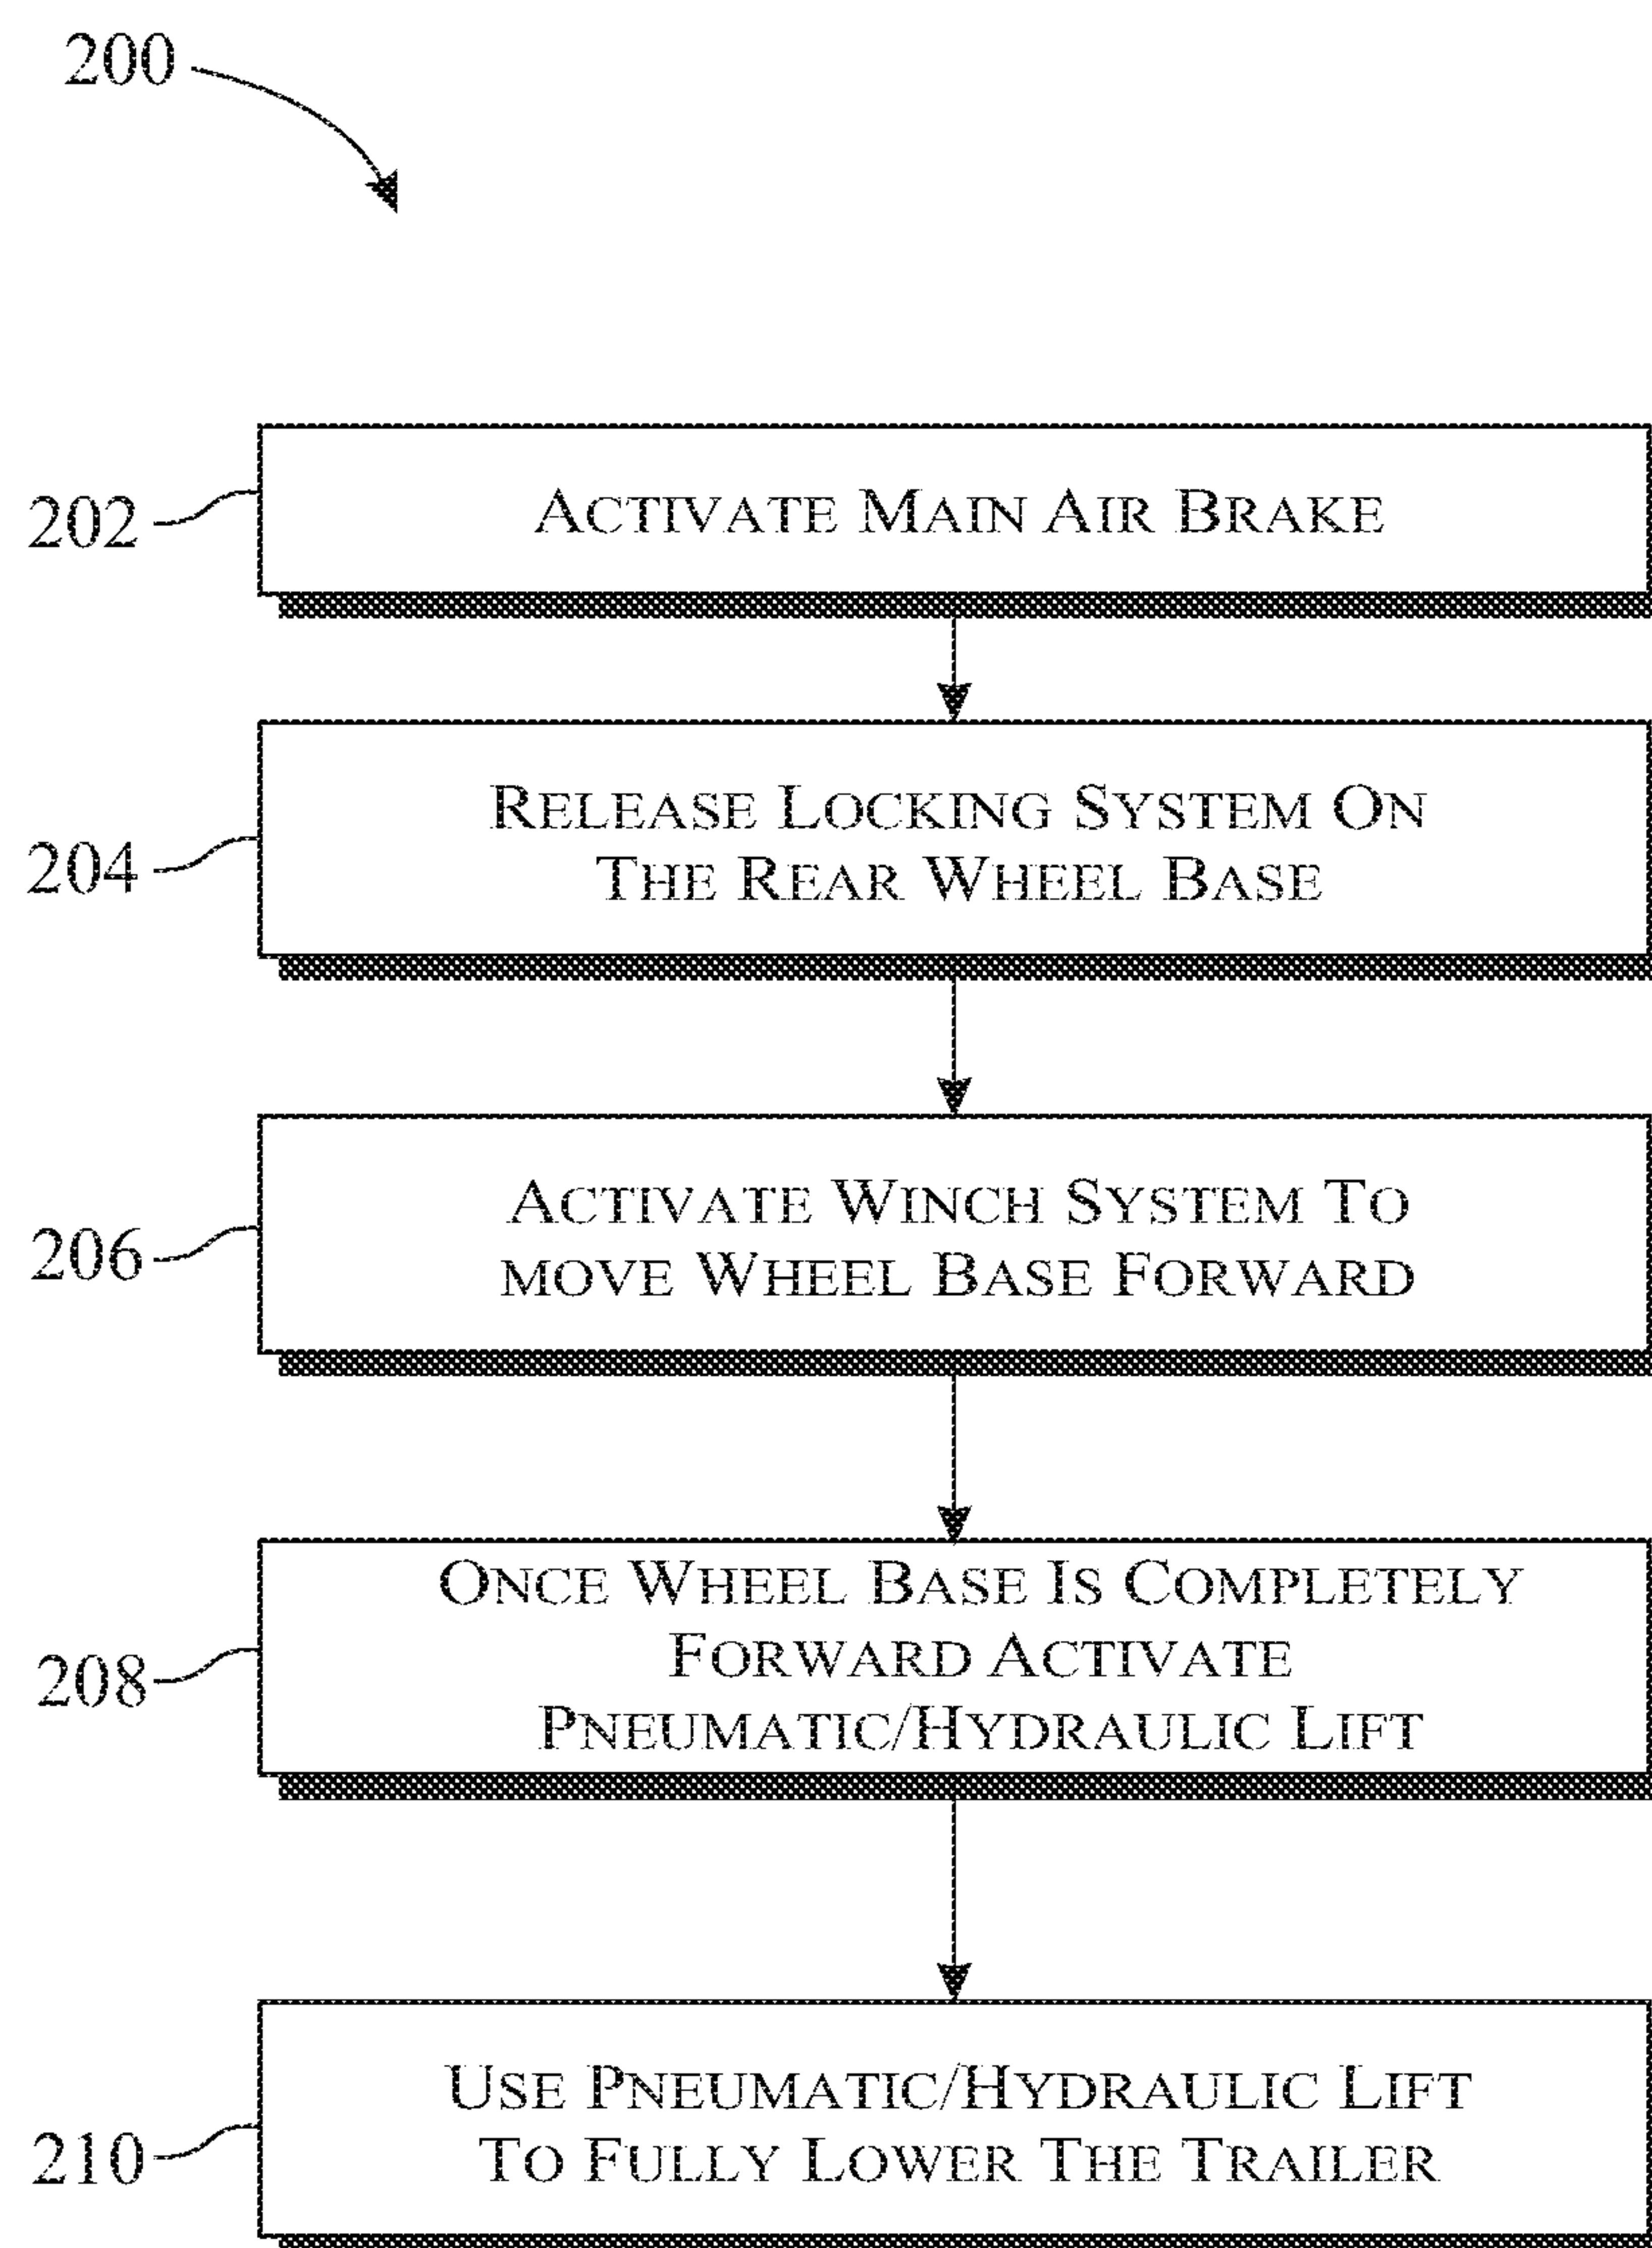 200
202
ACTIVATE MAIN AIR BRAKE
204
RELEASE LOCKING SYSTEM ON
THE REAR WHEEL BASE
206
ACTIVATE WINCH SYSTEM TO
MOVE WHEEL BASE FORWARD
208
ONCE WHEEL BASE IS COMPLETELY
FORWARD ACTIVATE
PNEUMATIC/HYDRAULIC LIFT
210
USE PNEUMATIC/HYDRAULIC LIFT
TO FULLY LOWER THE TRAILER